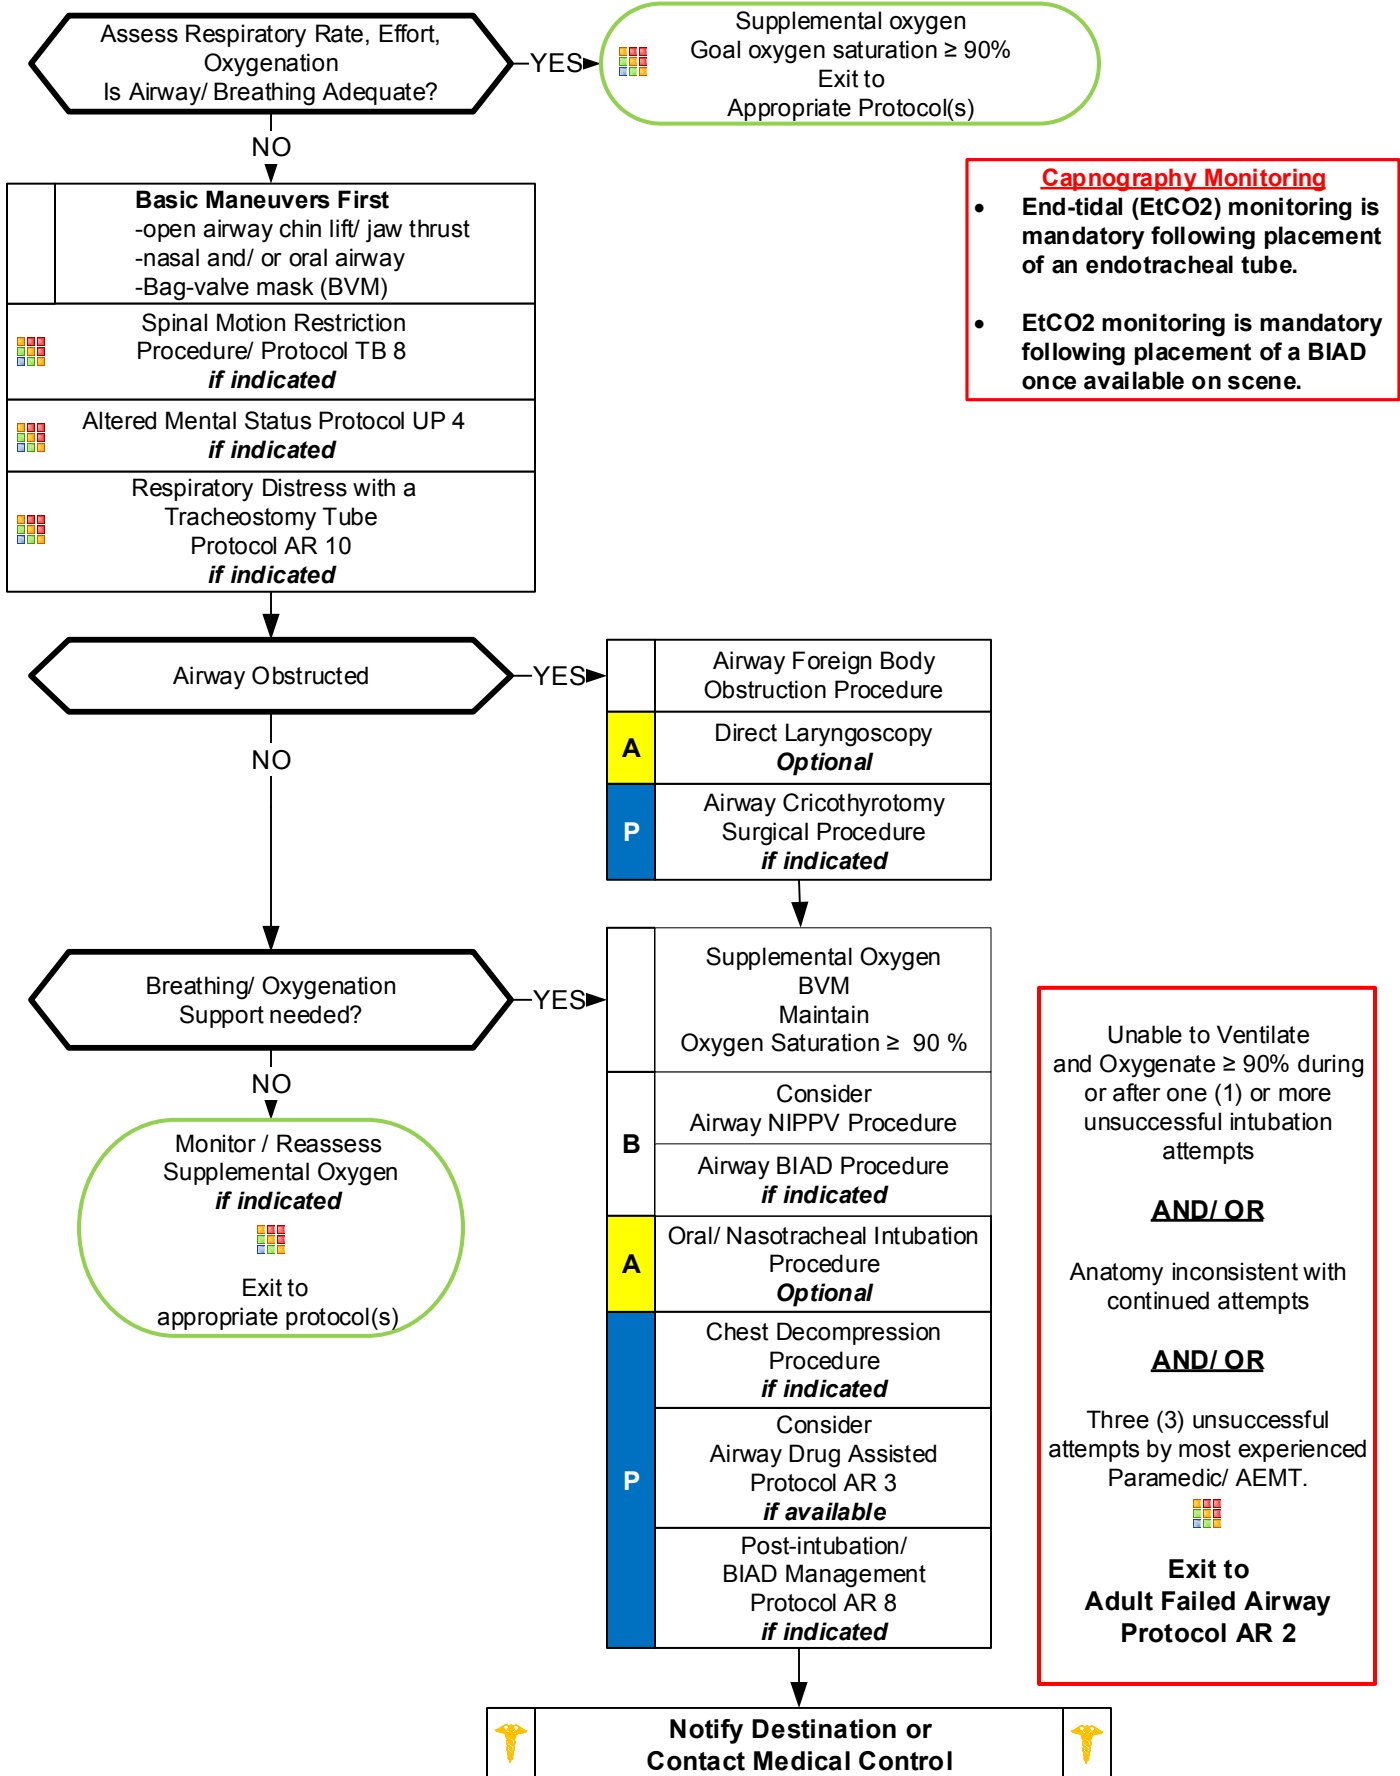 Assess Respiratory Rate, Effort,
Oxygenation
Is Airway/ Breathing Adequate?
YES
Supplemental oxygen
Goal oxygen saturation ≥ 90%
Exit to
Appropriate Protocol(s)
NO
Basic Maneuvers First
-open airway chin lift/ jaw thrust
-nasal and/ or oral airway
-Bag-valve mask (BVM)
Spinal Motion Restriction
Procedure/ Protocol TB 8
if indicated
Altered Mental Status Protocol UP 4
if indicated
Respiratory Distress with a
Tracheostomy Tube
Protocol AR 10
if indicated
Capnography Monitoring
• End-tidal (EtCO2) monitoring is
mandatory following placement
of an endotracheal tube.
• EtCO2 monitoring is mandatory
following placement of a BIAD
once available on scene.
Airway Obstructed
YES
NO
Airway Foreign Body
Obstruction Procedure
A
Direct Laryngoscopy
Optional
P
Airway Cricothyrotomy
Surgical Procedure
if indicated
Breathing/ Oxygenation
Support needed?
YES
NO
Monitor / Reassess
Supplemental Oxygen
if indicated
Exit to
appropriate protocol(s)
Supplemental Oxygen
BVM
Maintain
Oxygen Saturation ≥ 90 %
B
Consider
Airway NIPPV Procedure
Airway BIAD Procedure
if indicated
A
Oral/ Nasotracheal Intubation
Procedure
Optional
P
Chest Decompression
Procedure
if indicated
Consider
Airway Drug Assisted
Protocol AR 3
if available
Post-intubation/
BIAD Management
Protocol AR 8
if indicated
Unable to Ventilate
and Oxygenate ≥ 90% during
or after one (1) or more
unsuccessful intubation
attempts
AND/ OR
Anatomy inconsistent with
continued attempts
AND/ OR
Three (3) unsuccessful
attempts by most experienced
Paramedic/ AEMT.
Exit to
Adult Failed Airway
Protocol AR 2
Notify Destination or
Contact Medical Control